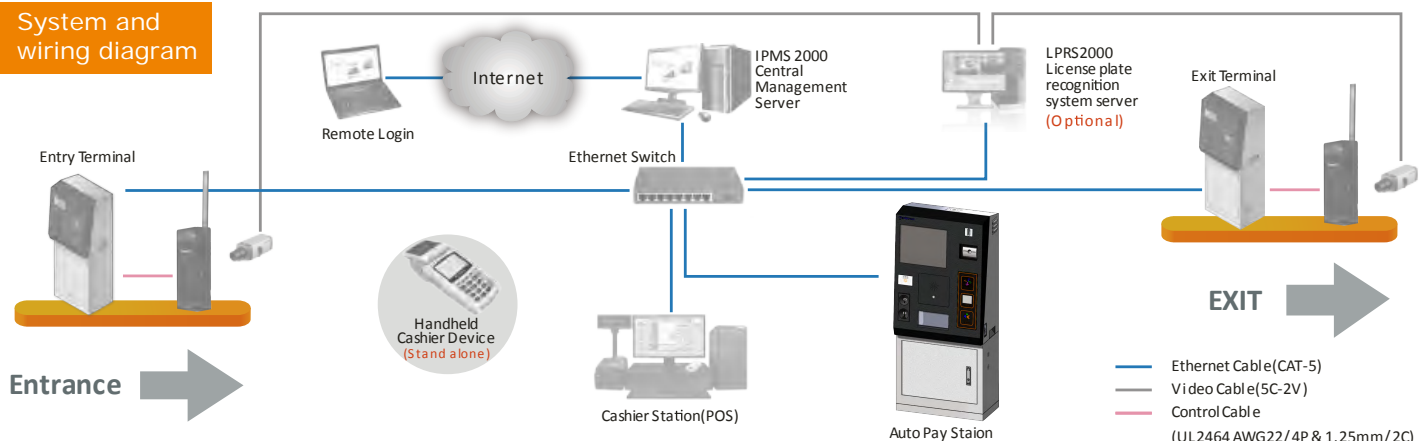 System and
wiring diagram
Internet
Remote Login
IPMS 2000
Central
Management
Server
LPRS2000
License plate
recognition
system server
(Optional)
Exit Terminal
Entry Terminal
Ethernet Switch
Handheld
Cashier Device
(Stand alone)
EXIT
Entrance
Cashier Station(POS)
Auto Pay Staion
Ethernet Cable(CAT-5)
Video Cable(5C-2V)
Control Cable
(UL2464 AWG22/4P & 1.25mm/2C)